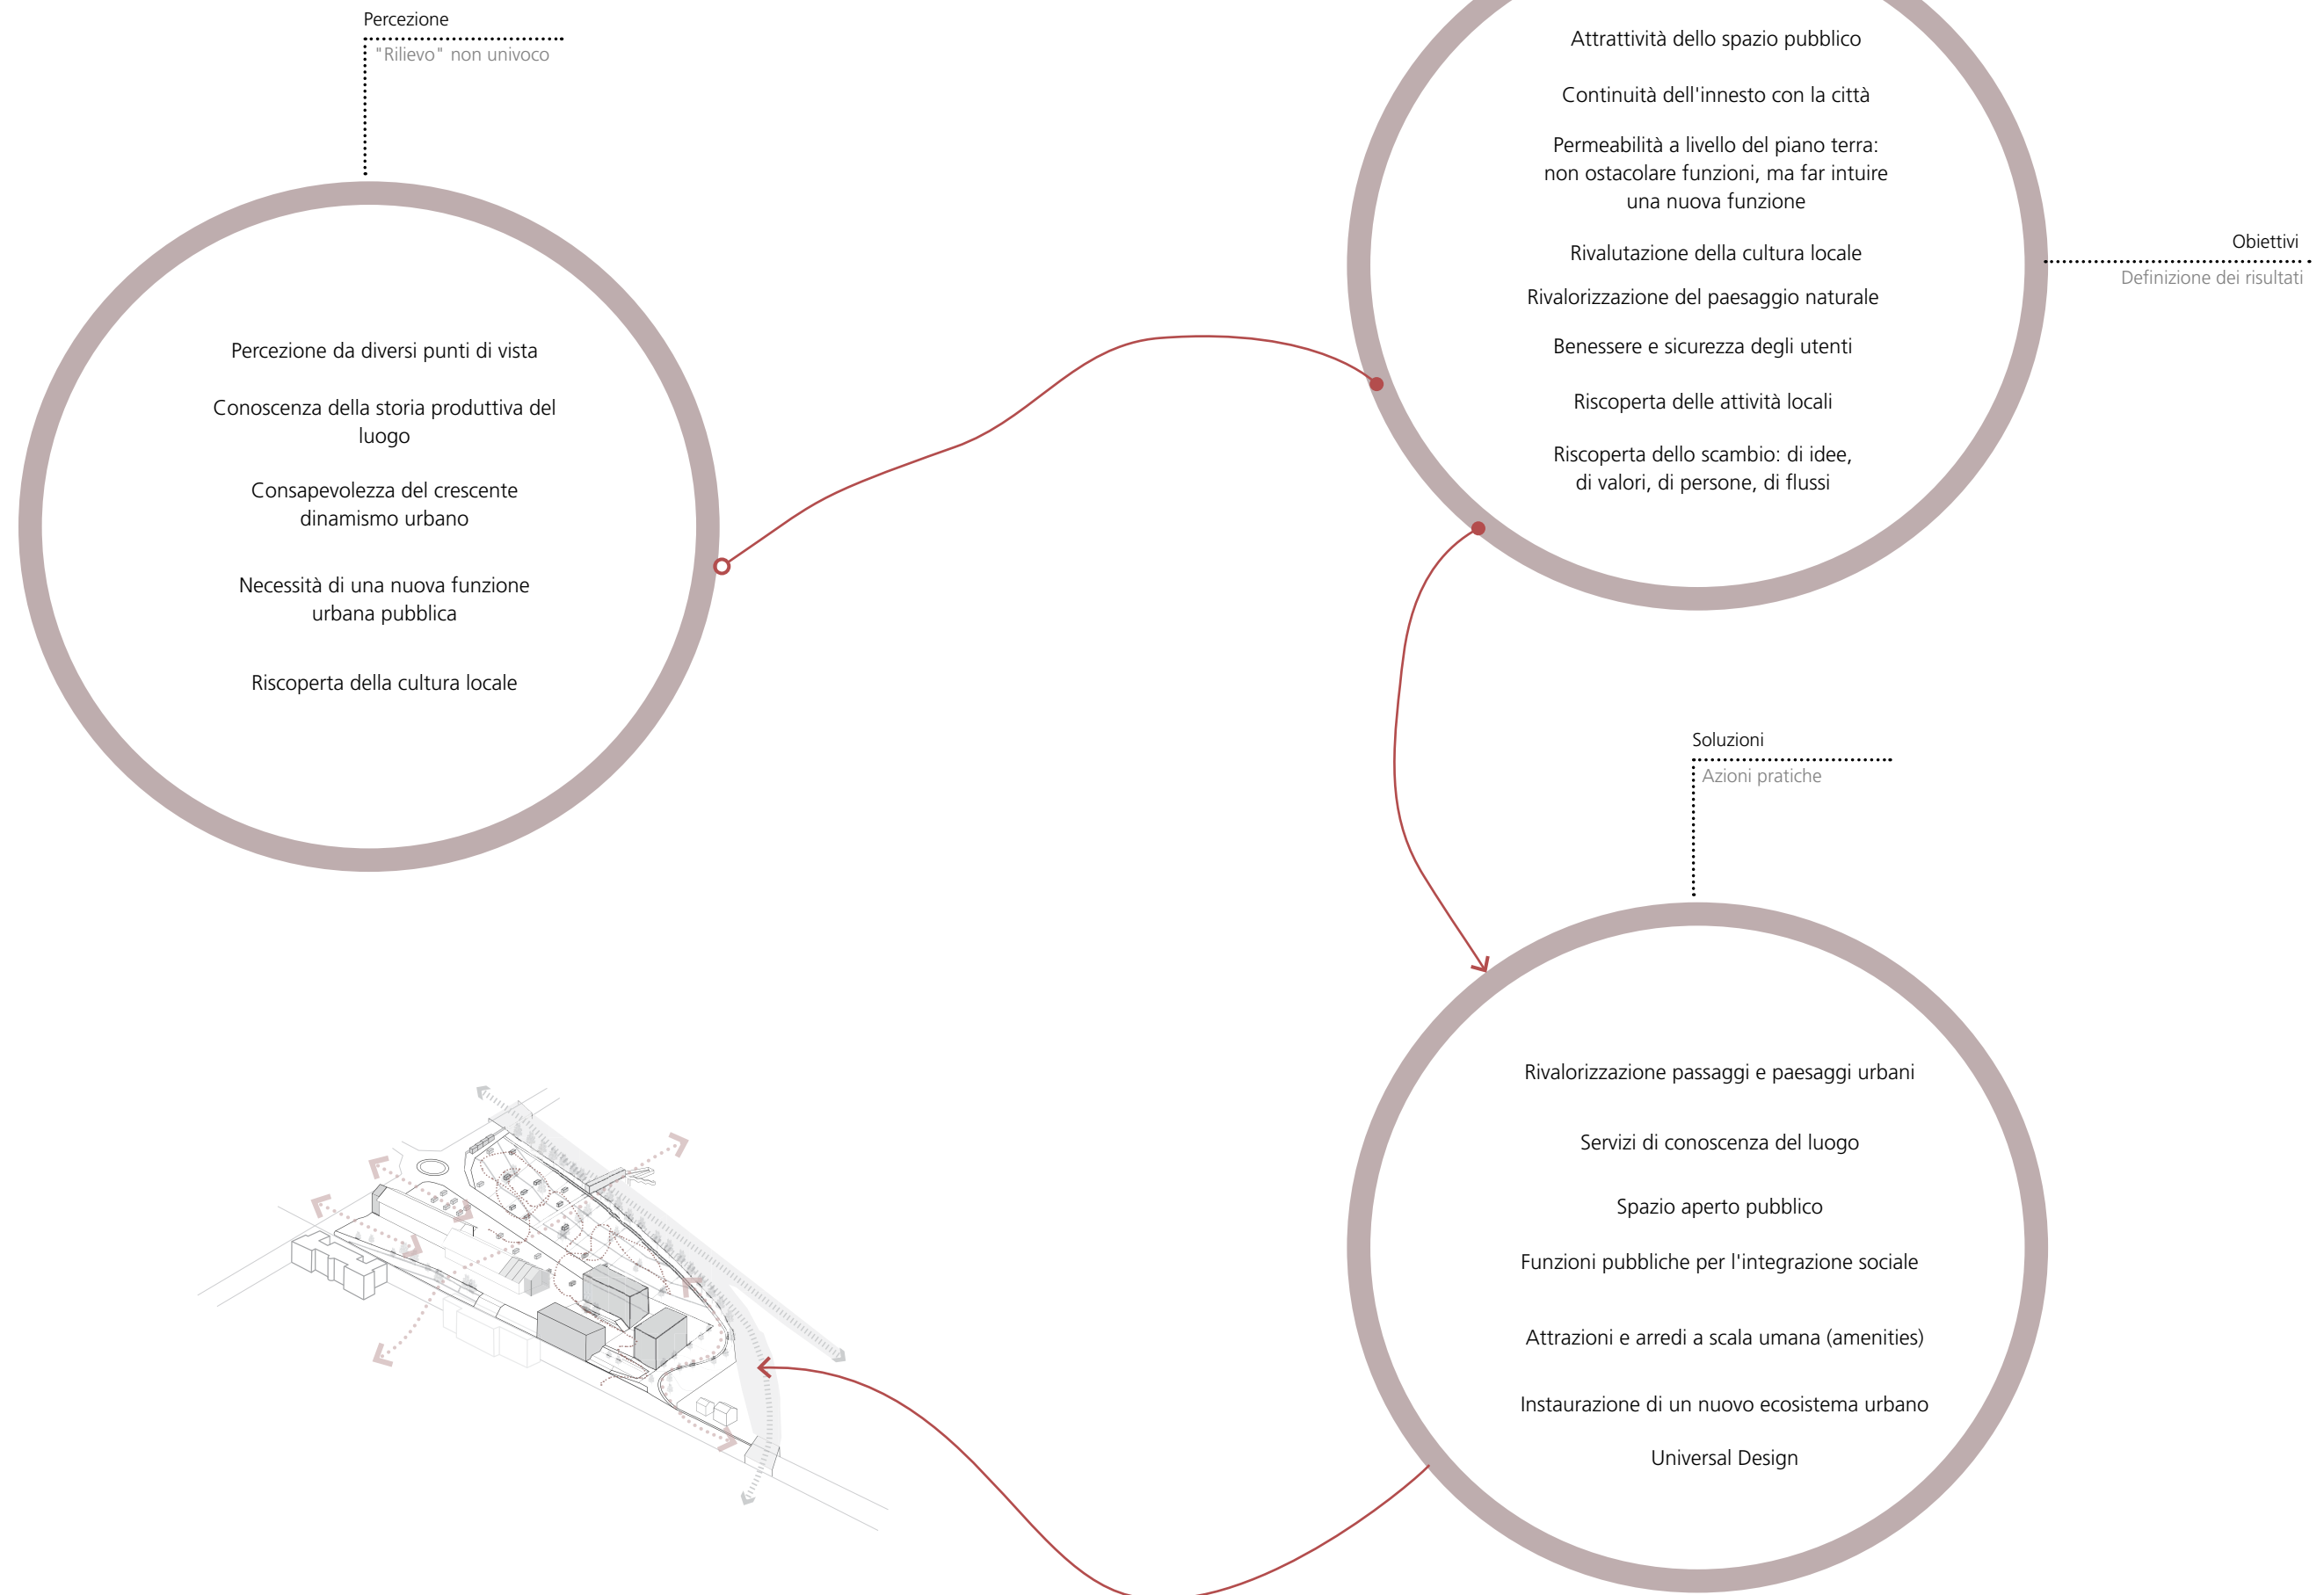 Percezione
"Rilievo" non univoco
Percezione da diversi punti di vista
Conoscenza della storia produttiva del
luogo
Consapevolezza del crescente
dinamismo urbano
Necessità di una nuova funzione
urbana pubblica
Riscoperta della cultura locale
Attrattività dello spazio pubblico
Continuità dell'innesto con la città
Permeabilità a livello del piano terra:
non ostacolare funzioni, ma far intuire
una nuova funzione
Rivalutazione della cultura locale
Rivalorizzazione del paesaggio naturale
Benessere e sicurezza degli utenti
Riscoperta delle attività locali
Riscoperta dello scambio: di idee,
di valori, di persone, di flussi
Obiettivi
Definizione dei risultati
Soluzioni
Azioni pratiche
Rivalorizzazione passaggi e paesaggi urbani
Servizi di conoscenza del luogo
Spazio aperto pubblico
Funzioni pubbliche per l'integrazione sociale
Attrazioni e arredi a scala umana (amenities)
Instaurazione di un nuovo ecosistema urbano
Universal Design